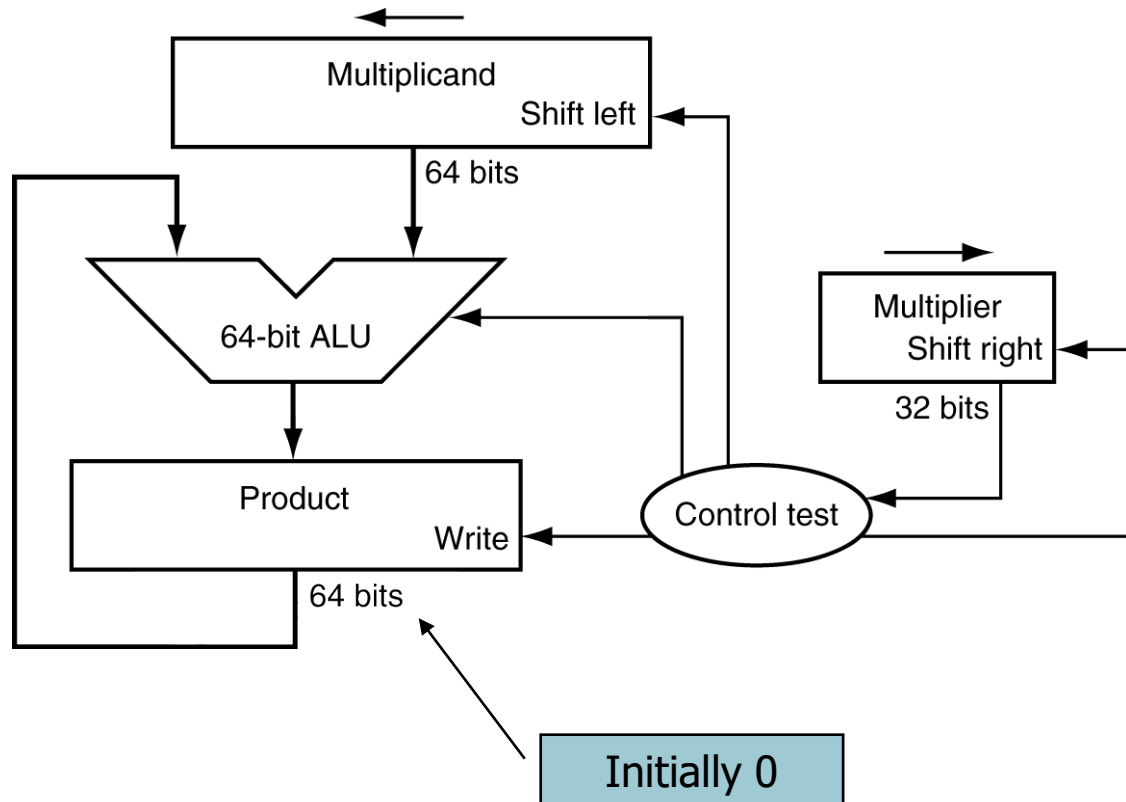 Multiplicand
Shift left
64 bits
64-bit ALU
Multiplier
Shift right
32 bits
Product
Write
Control test
64 bits
Initially 0